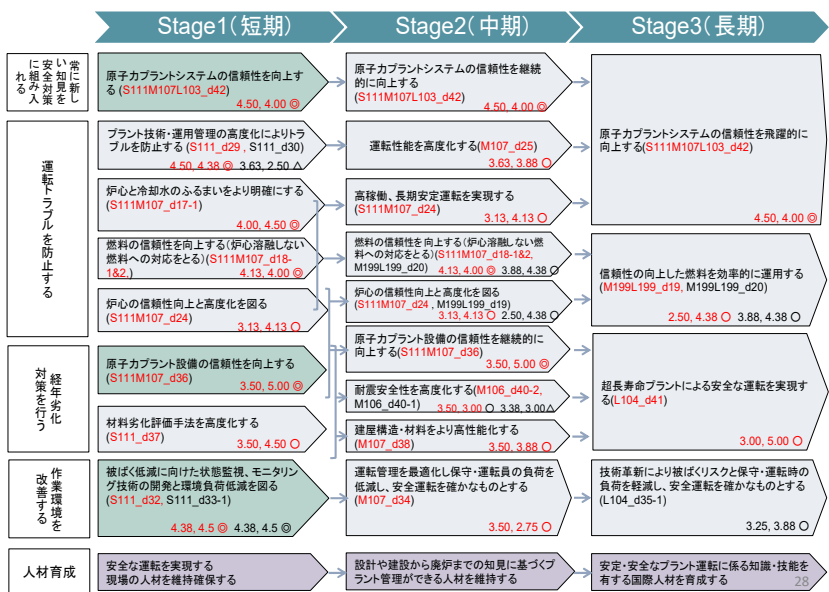 Stage1(短期)
Stage2(中期)
Stage3(長期)
常に新し
い知見を
安全対策
に組み入
れる
原子力プラントシステムの信頼性を向上す
る (S111M107L103_d42)
4.50, 4.00 ◎
原子力プラントシステムの信頼性を継続
的に向上する
(S111M107L103_d42)
4.50, 4.00 ◎
原子力プラントシステムの信頼性を飛躍的に
向上する(S111M107L103_d42)
4.50, 4.00 ◎
運転トラブルを防止する
プラント技術・運用管理の高度化によりトラ
ブルを防止する (S111_d29 , S111_d30)
4.50, 4.38 ◎ 3.63, 2.50 △
運転性能を高度化する(M107_d25)
3.63, 3.88 ○
炉心と冷却水のふるまいをより明確にする
(S111M107_d17-1)
4.00, 4.50 ◎
高稼働、長期安定運転を実現する
(S111M107_d24)
3.13, 4.13 ○
燃料の信頼性を向上する(炉心溶融しない
燃料への対応をとる)(S111M107_d18-
1&2,)
4.13, 4.00 ◎
燃料の信頼性を向上する(炉心溶融しない燃
料への対応をとる)(S111M107_d18-1&2,
M199L199_d20)
4.13, 4.00 ◎ 3.88, 4.38 ○
信頼性の向上した燃料を効率的に運用する
(M199L199_d19, M199L199_d20)
2.50, 4.38 ○ 3.88, 4.38 ○
炉心の信頼性向上と高度化を図る
(S111M107_d24)
3.13, 4.13 ○
炉心の信頼性向上と高度化を図る
(S111M107_d24 , M199L199_d19)
3.13, 4.13 ○ 2.50, 4.38 ○
経年劣化
対策を行う
原子力プラント設備の信頼性を向上する
(S111M107_d36)
3.50, 5.00 ◎
原子力プラント設備の信頼性を継続的に
向上する(S111M107_d36)
3.50, 5.00 ◎
耐震安全性を高度化する(M106_d40-2,
M106_d40-1)
3.50, 3.00 ○ 3.38, 3.00△
超長寿命プラントによる安全な運転を実現す
る(L104_d41)
3.00, 5.00 ○
材料劣化評価手法を高度化する
(S111_d37)
3.50, 4.50 ○
建屋構造・材料をより高性能化する
(M107_d38)
3.50, 3.88 ○
作業環境を
改善する
被ばく低減に向けた状態監視、モニタリン
グ技術の開発と環境負荷低減を図る
(S111_d32, S111_d33-1)
4.38, 4.5 ◎ 4.38, 4.5 ◎
運転管理を最適化し保守・運転員の負荷を
低減し、安全運転を確かなものとする
(M107_d34)
3.50, 2.75 ○
技術革新により被ばくリスクと保守・運転時の
負荷を軽減し、安全運転を確かなものとする
(L104_d35-1)
3.25, 3.88 ○
人材育成
安全な運転を実現する
現場の人材を維持確保する
設計や建設から廃炉までの知見に基づくプ
ラント管理ができる人材を維持する
安定・安全なプラント運転に係る知識・技能を
有する国際人材を育成する
28